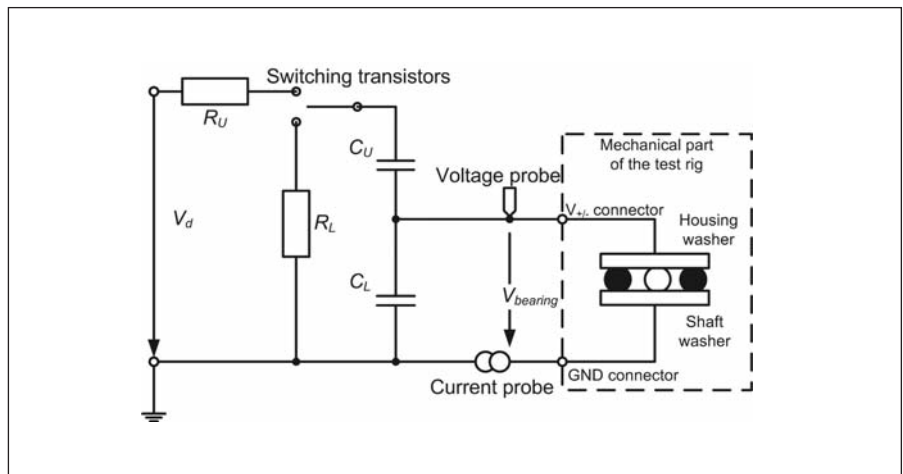 Switching transistors
R_U
C_U
Mechanical part
of the test rig
Voltage probe
V+/- connector
Housing
washer
V_d
R_L
C_L
V_bearing
Shaft
washer
GND connector
Current probe